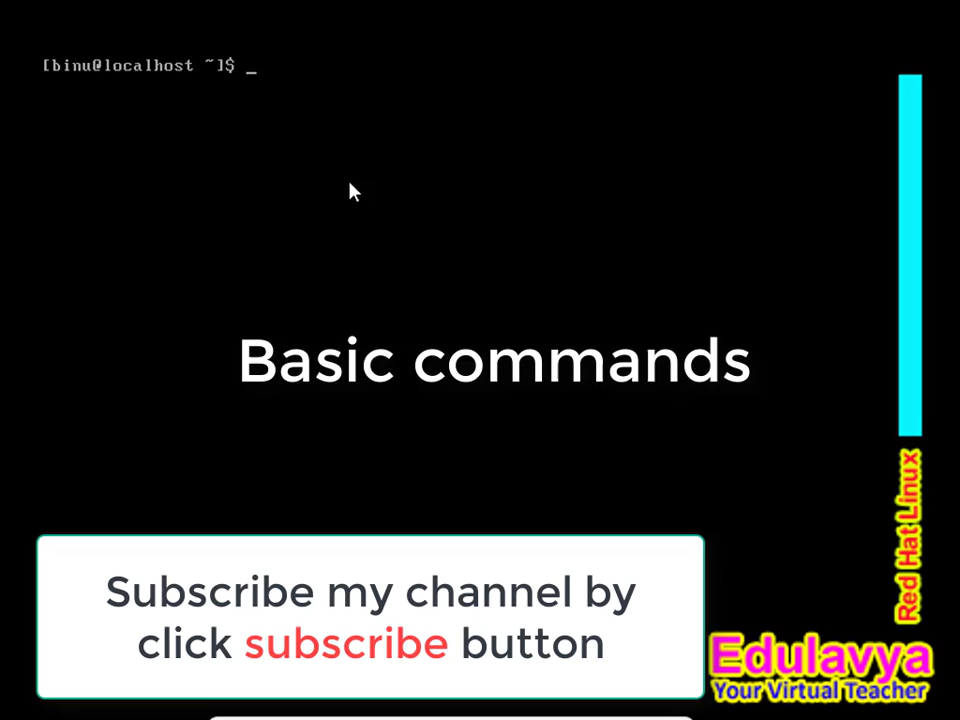 [binu@localhost ~]$ _
Basic commands
Red Hat Linux
Subscribe my channel by
click subscribe button
Edulavya
Your Virtual Teacher